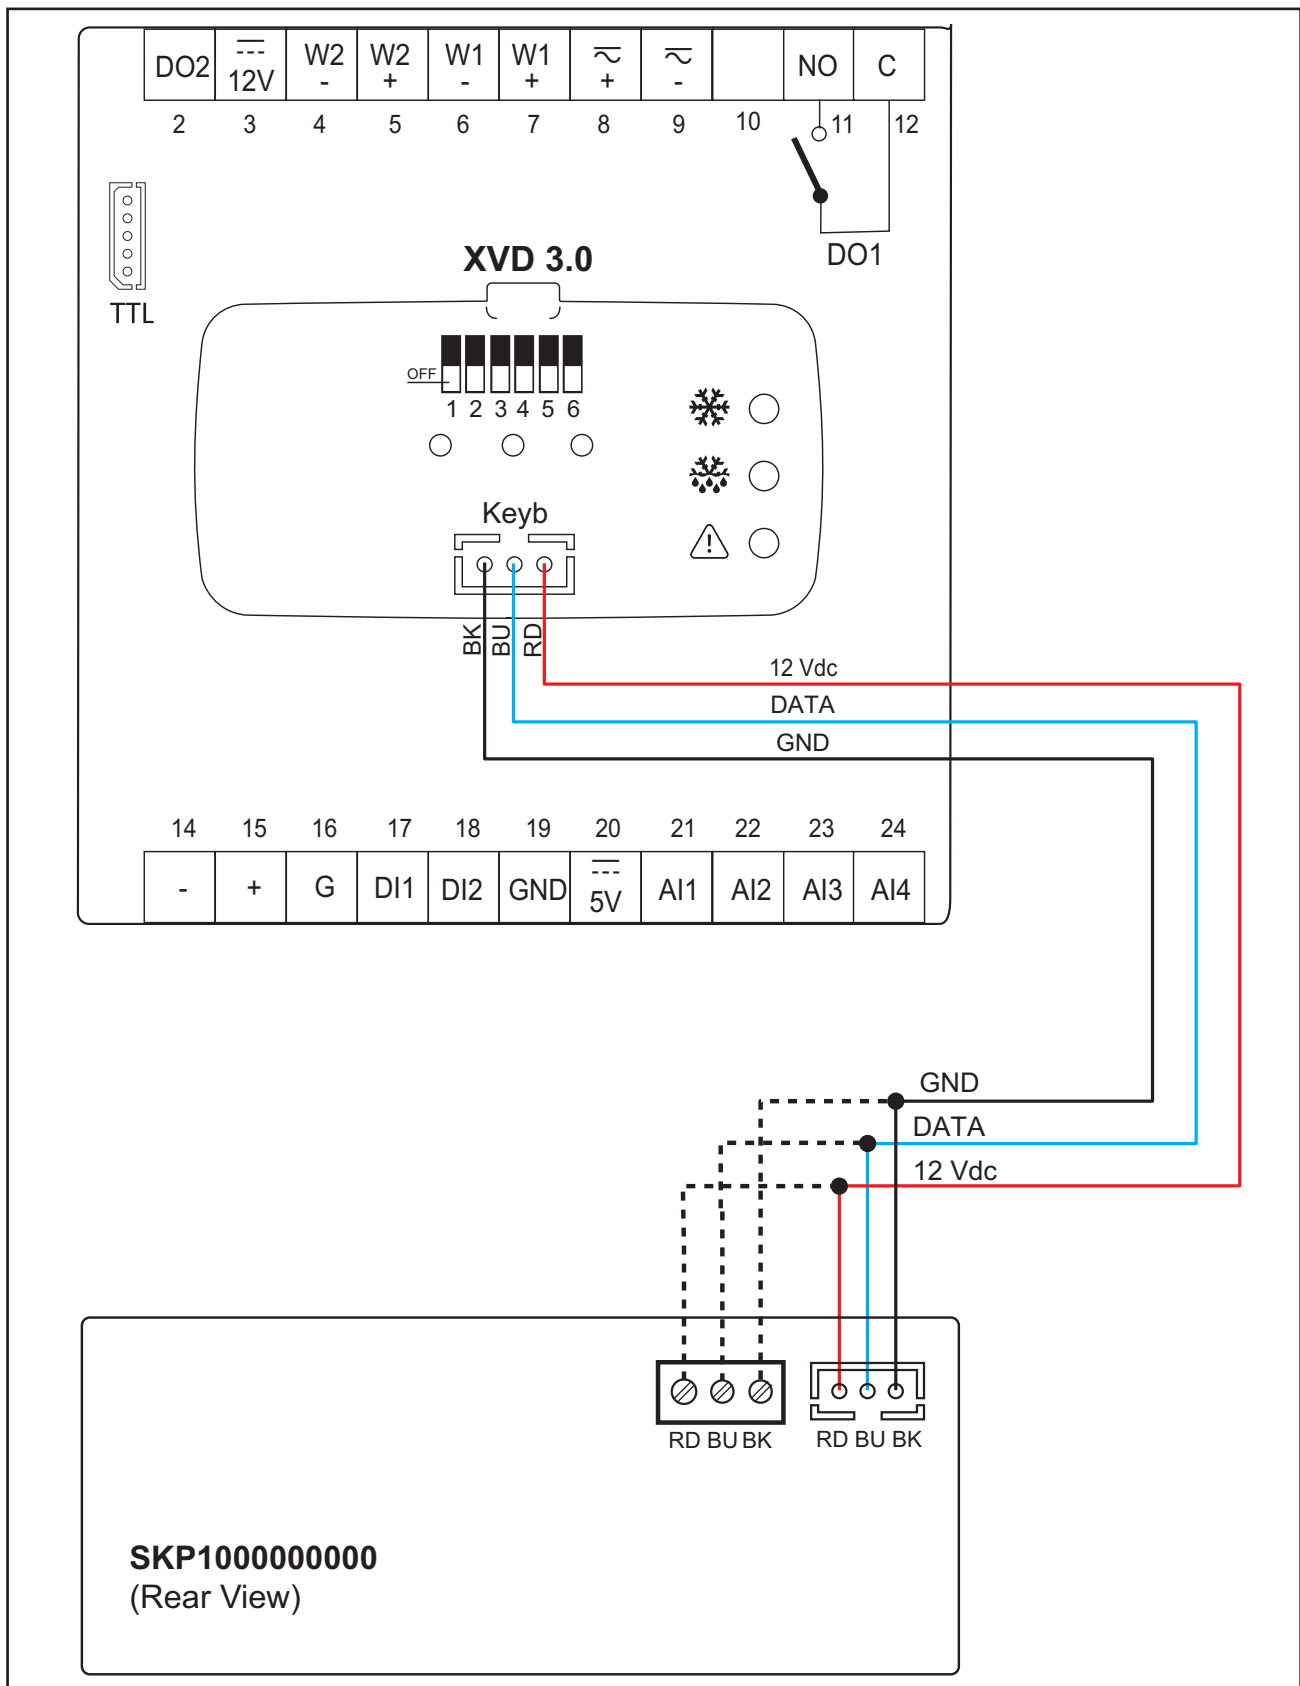 DO2 12V W2 - W2 + W1 - W1 + + - NO C
2 3 4 5 6 7 8 9 10 11 12
DO1
TTL
XVD 3.0
OFF
1 2 3 4 5 6
Keyb
BK BU RD
12 Vdc
DATA
GND
14 15 16 17 18 19 20 21 22 23 24
- + G DI1 DI2 GND 5V AI1 AI2 AI3 AI4
GND
DATA
12 Vdc
RD BU BK RD BU BK
SKP1000000000
(Rear View)